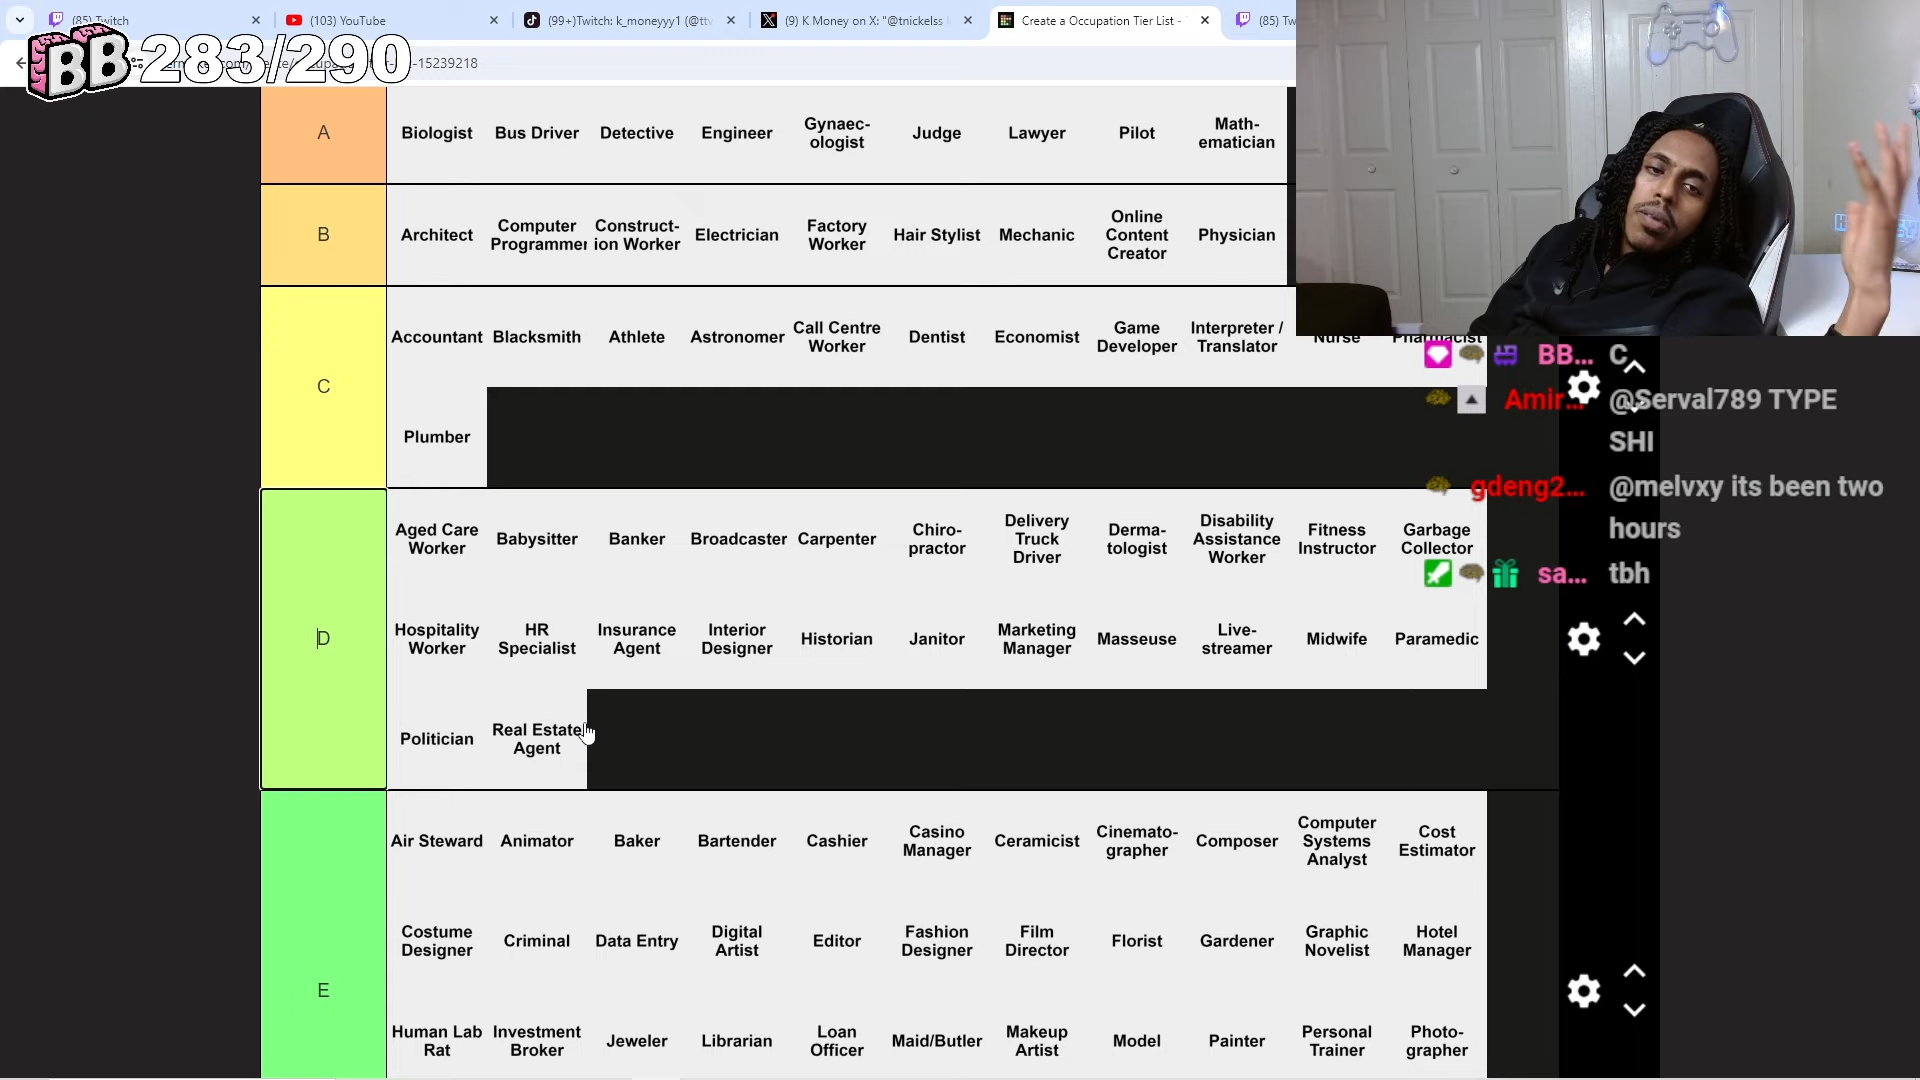 (85) Twitch
(103) YouTube
(99+)Twitch: k_moneyyy1 (@ttv
(9) K Money on X: "@tnickelss
Create a Occupation Tier List -
(85) Tw
BB 283/290
-15239218
A
Biologist
Bus Driver
Detective
Engineer
Gynaec-
ologist
Judge
Lawyer
Pilot
Math-
ematician
B
Architect
Computer
Programmer
Construct-
ion Worker
Electrician
Factory
Worker
Hair Stylist
Mechanic
Online
Content
Creator
Physician
C
Accountant
Blacksmith
Athlete
Astronomer
Call Centre
Worker
Dentist
Economist
Game
Developer
Interpreter /
Translator
Nurse
Pharmacist
Plumber
D
Aged Care
Worker
Babysitter
Banker
Broadcaster
Carpenter
Chiro-
practor
Delivery
Truck
Driver
Derma-
tologist
Disability
Assistance
Worker
Fitness
Instructor
Garbage
Collector
Hospitality
Worker
HR
Specialist
Insurance
Agent
Interior
Designer
Historian
Janitor
Marketing
Manager
Masseuse
Live-
streamer
Midwife
Paramedic
Politician
Real Estate
Agent
E
Air Steward
Animator
Baker
Bartender
Cashier
Casino
Manager
Ceramicist
Cinemato-
grapher
Composer
Computer
Systems
Analyst
Cost
Estimator
Costume
Designer
Criminal
Data Entry
Digital
Artist
Editor
Fashion
Designer
Film
Director
Florist
Gardener
Graphic
Novelist
Hotel
Manager
Human Lab
Rat
Investment
Broker
Jeweler
Librarian
Loan
Officer
Maid/Butler
Makeup
Artist
Model
Painter
Personal
Trainer
Photo-
grapher
BB... C
Amir... @Serval789 TYPE
SHI
gdeng2... @melvxy its been two
hours
sa... tbh